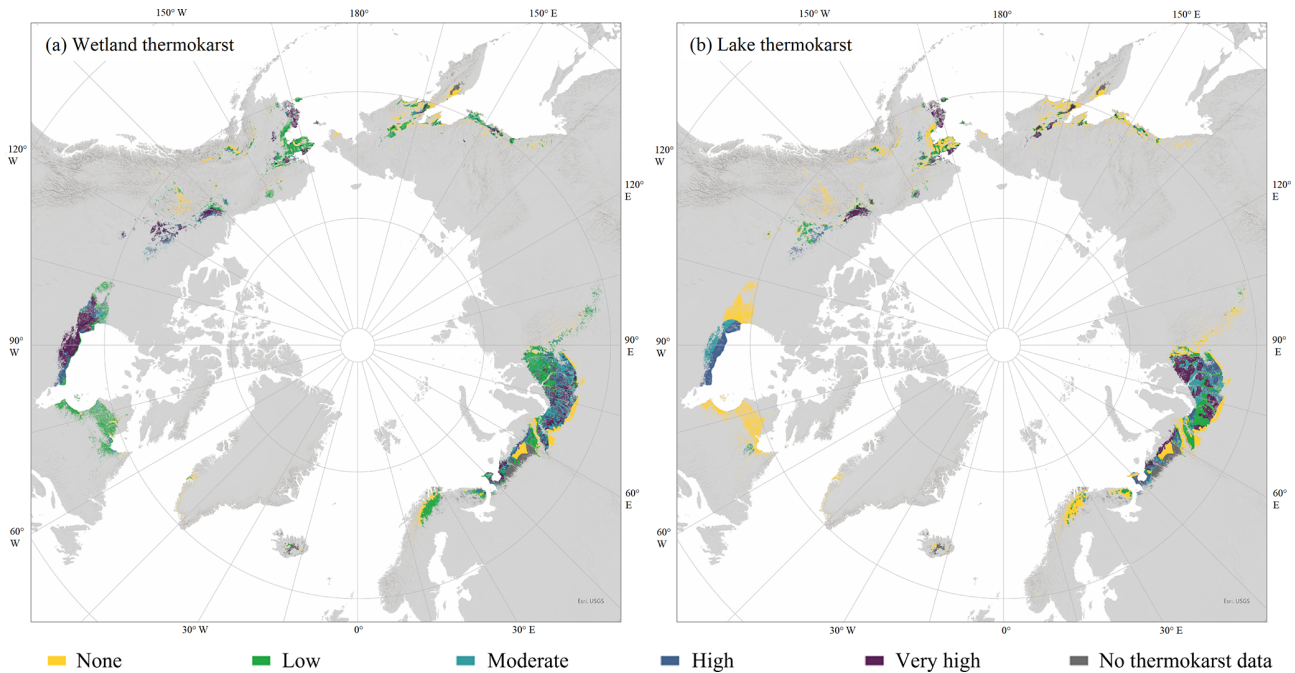 150° W 180° 150° E 150° W 180° 150° E
(a) Wetland thermokarst (b) Lake thermokarst
120° W 120° E 120° W 120° E
90° W 90° E 90° W 90° E
60° W 60° E 60° W 60° E
Esri, USGS Esri, USGS
30° W 0° 30° E 30° W 0° 30° E
None Low Moderate High Very high No thermokarst data